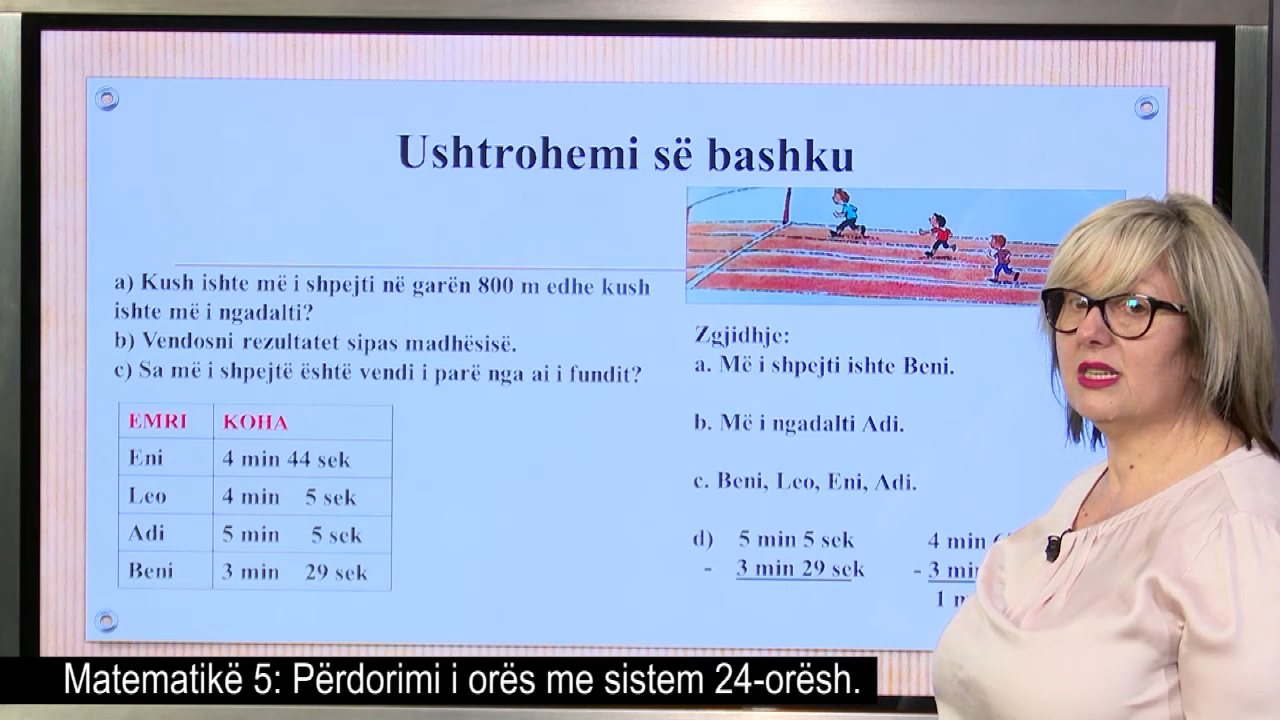 Ushtrohemi së bashku
a) Kush ishte më i shpejti në garën 800 m edhe kush
ishte më i ngadalti?
b) Vendosni rezultatet sipas madhësisë.
c) Sa më i shpejtë është vendi i parë nga ai i fundit?
EMRI KOHA
Eni 4 min 44 sek
Leo 4 min 5 sek
Adi 5 min 5 sek
Beni 3 min 29 sek
Zgjidhje:
a. Më i shpejti ishte Beni.
b. Më i ngadalti Adi.
c. Beni, Leo, Eni, Adi.
d) 5 min 5 sek 4 min
- 3 min 29 sek - 3 min
1
Matematikë 5: Përdorimi i orës me sistem 24-orësh.